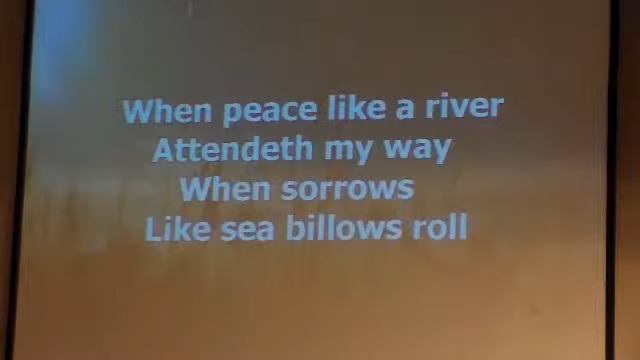 When peace like a river
Attendeth my way
When sorrows
Like sea billows roll